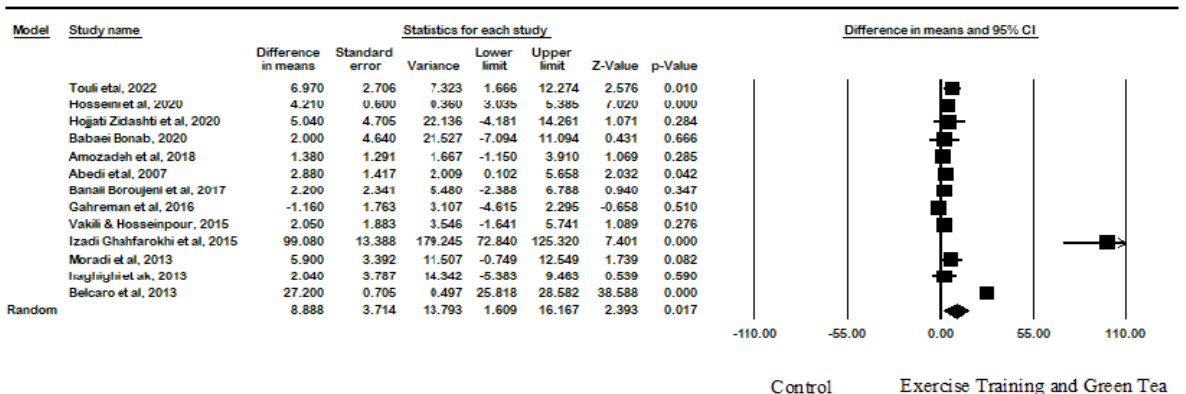 Model Study name Statistics for each study Difference in means and 95% CI
Difference in means Standard error Variance Lower limit Upper limit Z-Value p-Value
Touli etal, 2022 6.970 2.706 7.323 1.666 12.274 2.576 0.010
Hosseini et al, 2020 4.210 0.600 0.360 3.035 5.385 7.020 0.000
Hojjati Zidashti et al, 2020 5.040 4.705 22.136 -4.181 14.261 1.071 0.284
Babaei Bonab, 2020 2.000 4.640 21.527 -7.094 11.094 0.431 0.666
Amozadeh et al, 2018 1.380 1.291 1.667 -1.150 3.910 1.069 0.285
Abedi et al, 2007 2.880 1.417 2.009 0.102 5.658 2.032 0.042
Banaii Boroujeni et al, 2017 2.200 2.341 5.480 -2.388 6.788 0.940 0.347
Gahreman et al, 2016 -1.160 1.763 3.107 -4.615 2.295 -0.658 0.510
Vakili & Hosseinpour, 2015 2.050 1.883 3.546 -1.641 5.741 1.089 0.276
Izadi Ghahfarokhi et al, 2015 99.080 13.388 179.245 72.840 125.320 7.401 0.000
Moradi et al, 2013 5.900 3.392 11.507 -0.749 12.549 1.739 0.082
et ak, 2013 2.040 3.787 14.342 -5.383 9.463 0.539 0.590
Belcaro et al, 2013 27.200 0.705 0.497 25.818 28.582 38.588 0.000
Random 8.888 3.714 13.793 1.609 16.167 2.393 0.017
-110.00 -55.00 0.00 55.00 110.00
Control Exercise Training and Green Tea